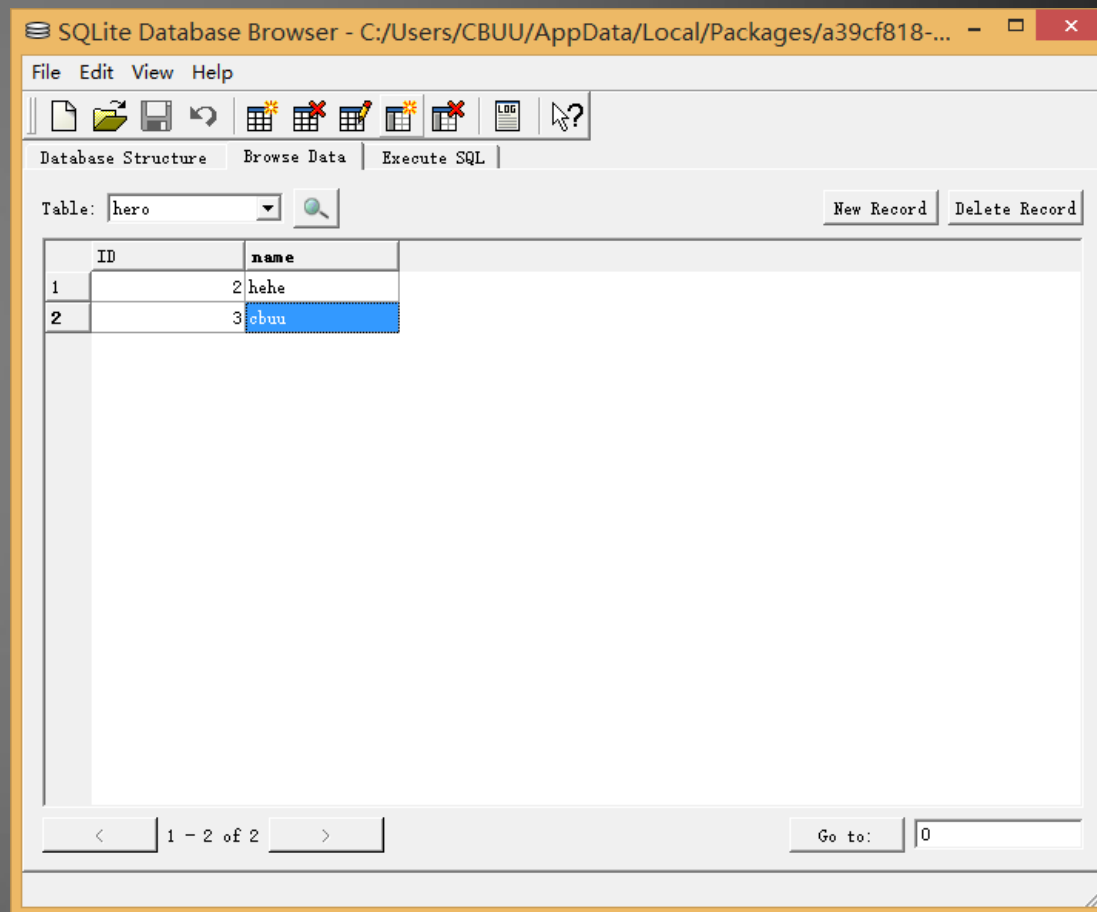 SQLite Database Browser - C:/Users/CBUU/AppData/Local/Packages/a39cf818-...
File Edit View Help
LOG
Database Structure Browse Data Execute SQL
Table: hero New Record Delete Record
ID name
1 2 hehe
2 3 cbuu
< 1 - 2 of 2 > Go to: 0